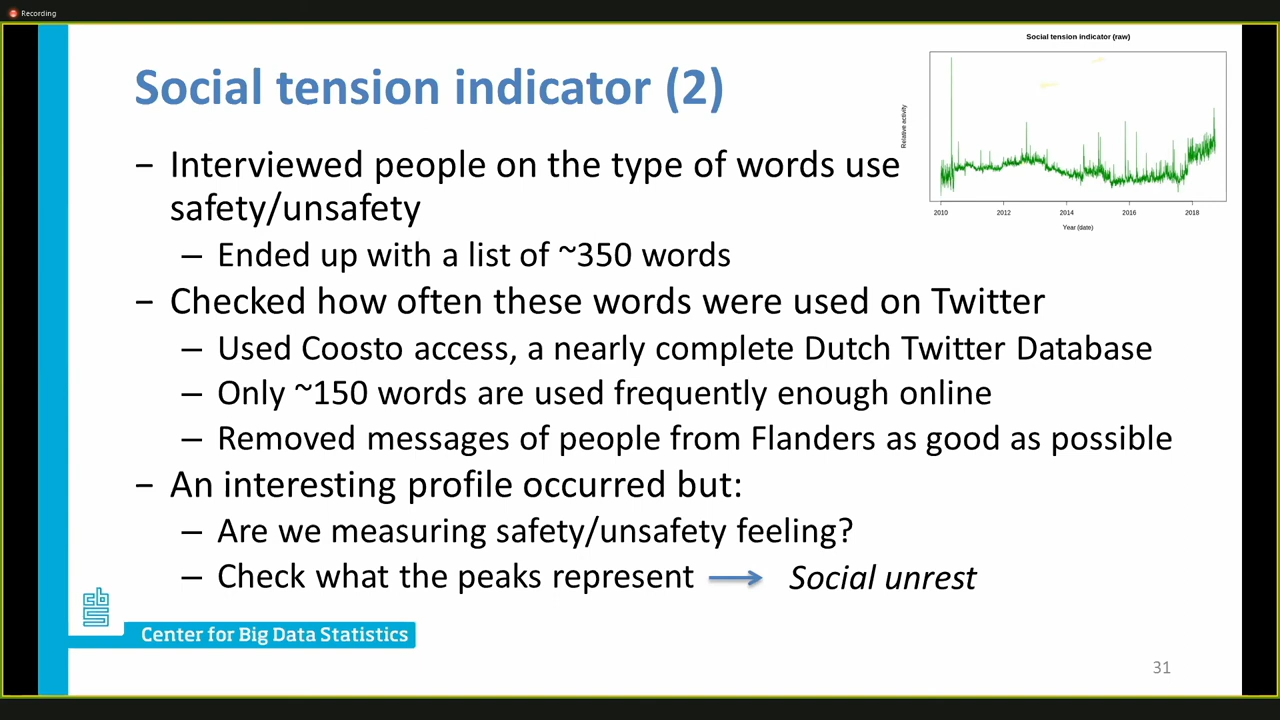 Recording
Social tension indicator (2)
Social tension indicator (raw)
Relative activity
2010 2012 2014 2016 2018
Year (date)
– Interviewed people on the type of words use
safety/unsafety
– Ended up with a list of ~350 words
– Checked how often these words were used on Twitter
– Used Coosto access, a nearly complete Dutch Twitter Database
– Only ~150 words are used frequently enough online
– Removed messages of people from Flanders as good as possible
– An interesting profile occurred but:
– Are we measuring safety/unsafety feeling?
– Check what the peaks represent → Social unrest
cbs
Center for Big Data Statistics
31